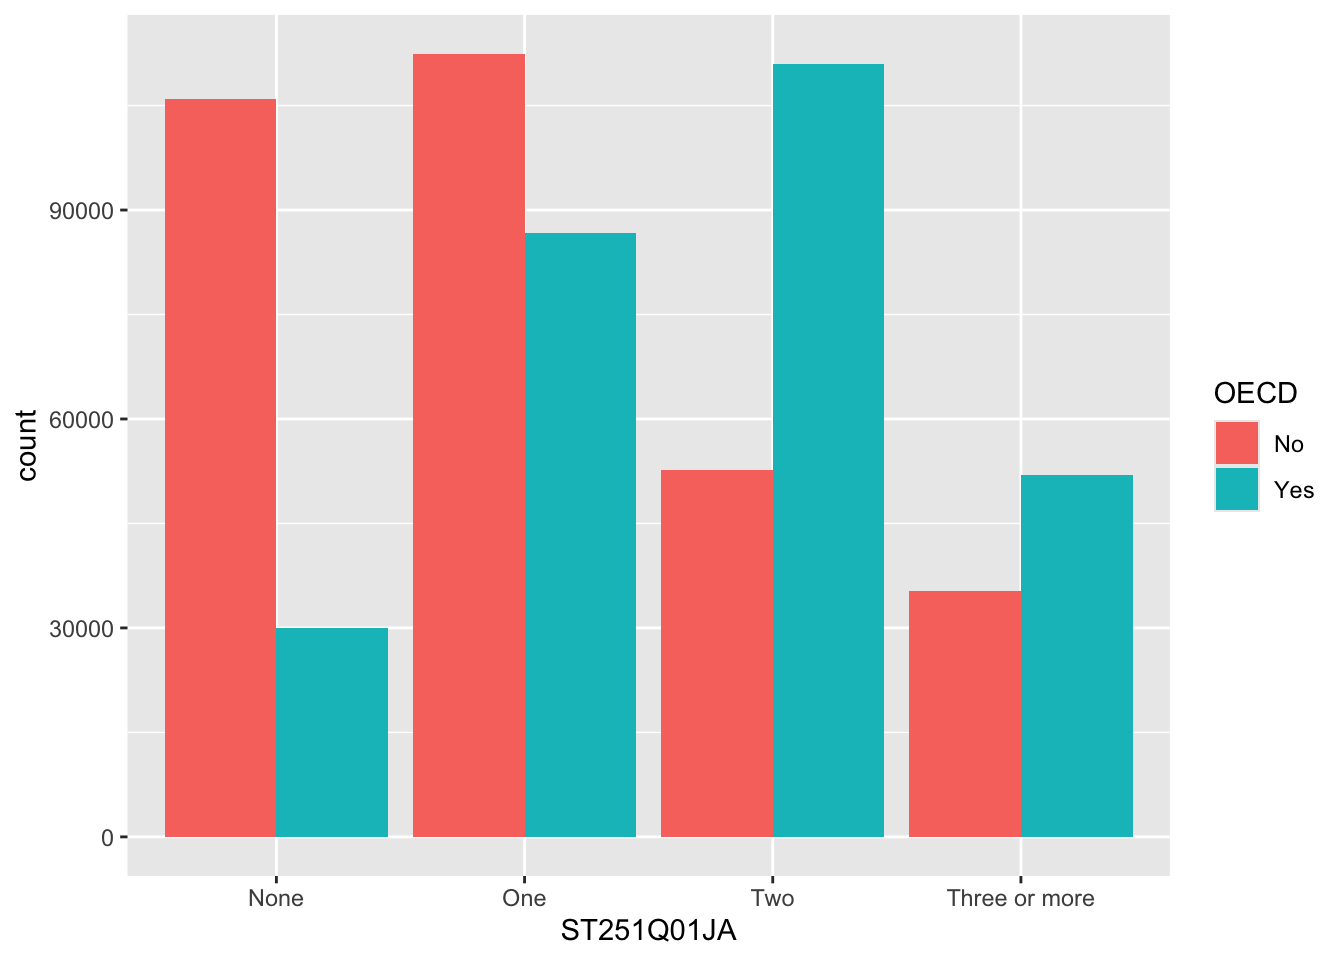 count
90000
60000
30000
0
None One Two Three or more
ST251Q01JA
OECD
No
Yes